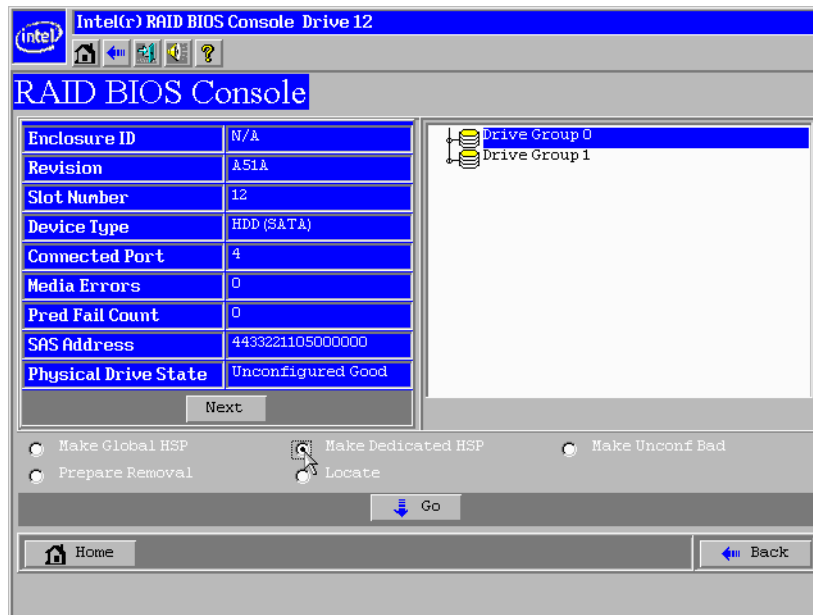 intel
Intel(r) RAID BIOS Console Drive 12
?
RAID BIOS Console
Enclosure ID N/A
Revision A51A
Slot Number 12
Device Type HDD (SATA)
Connected Port 4
Media Errors 0
Pred Fail Count 0
SAS Address 4433221105000000
Physical Drive State Unconfigured Good
Next
Drive Group 0
Drive Group 1
Make Global HSP Make Dedicated HSP Make Unconf Bad
Prepare Removal Locate
Go
Home Back